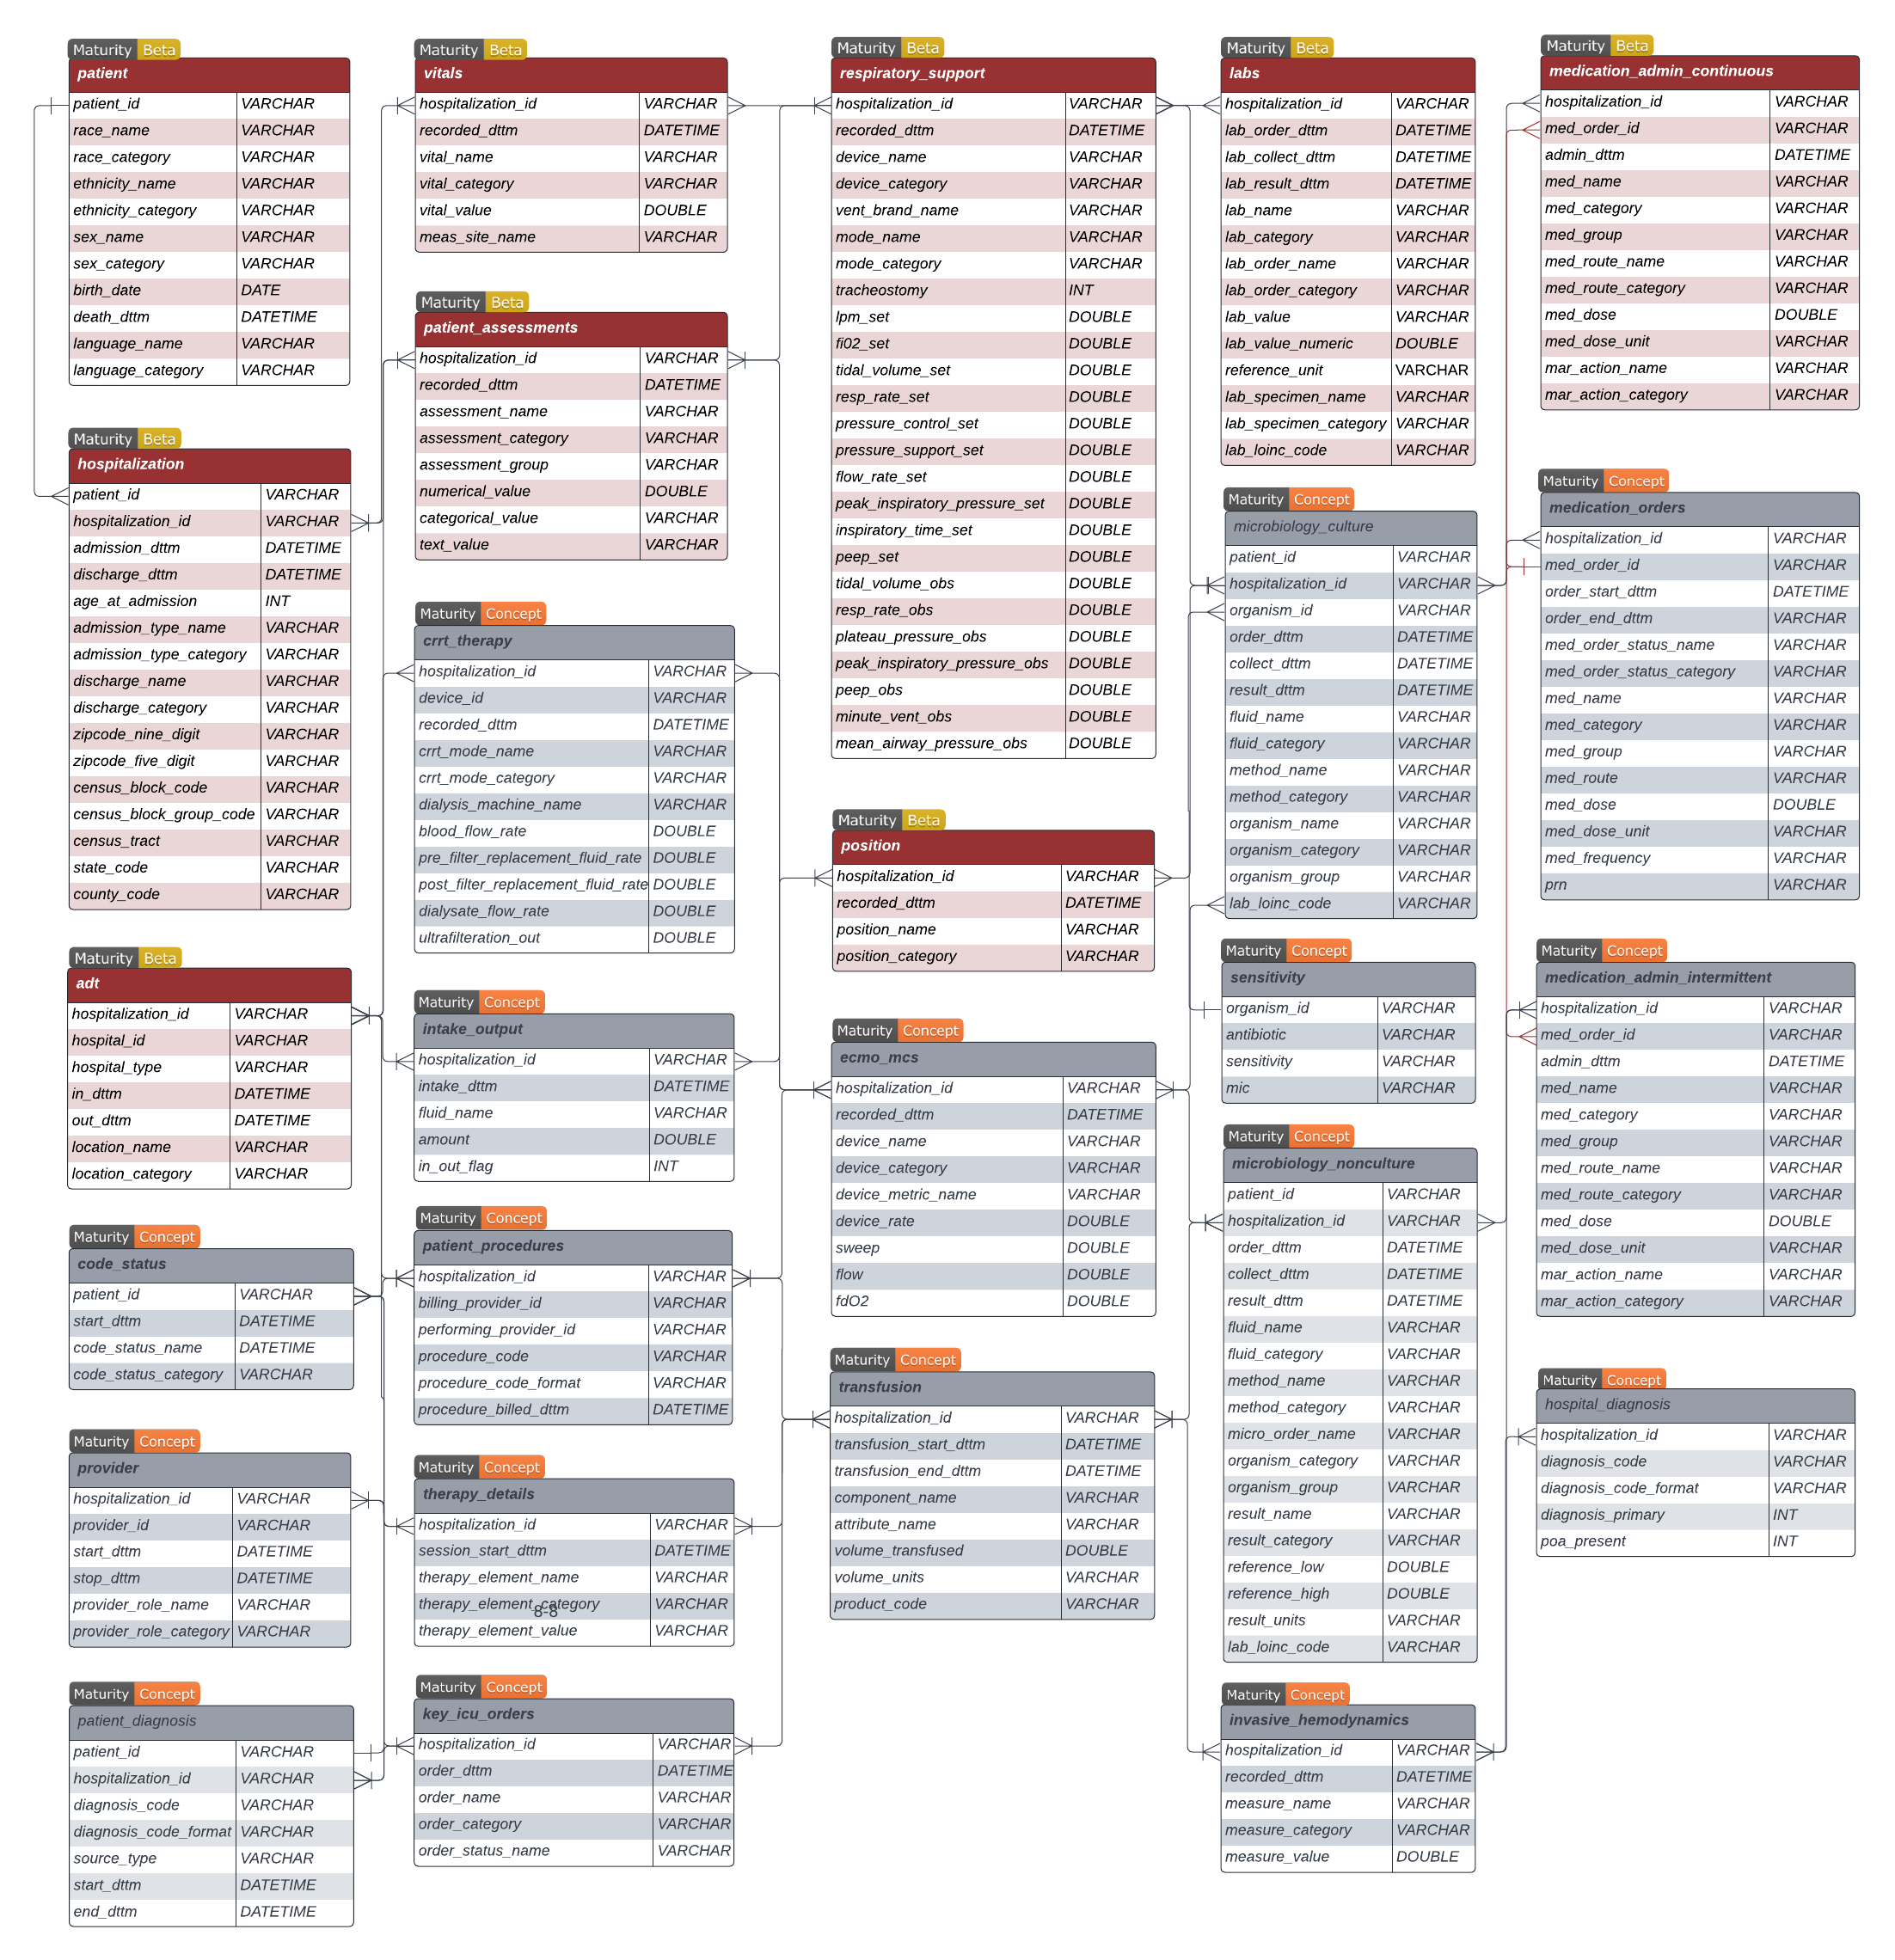 Maturity Beta
patient
patient_id VARCHAR
race_name VARCHAR
race_category VARCHAR
ethnicity_name VARCHAR
ethnicity_category VARCHAR
sex_name VARCHAR
sex_category VARCHAR
birth_date DATE
death_dttm DATETIME
language_name VARCHAR
language_category VARCHAR
Maturity Beta
hospitalization
patient_id VARCHAR
hospitalization_id VARCHAR
admission_dttm DATETIME
discharge_dttm DATETIME
age_at_admission INT
admission_type_name VARCHAR
admission_type_category VARCHAR
discharge_name VARCHAR
discharge_category VARCHAR
zipcode_nine_digit VARCHAR
zipcode_five_digit VARCHAR
census_block_code VARCHAR
census_block_group_code VARCHAR
census_tract VARCHAR
state_code VARCHAR
county_code VARCHAR
Maturity Beta
adt
hospitalization_id VARCHAR
hospital_id VARCHAR
hospital_type VARCHAR
in_dttm DATETIME
out_dttm DATETIME
location_name VARCHAR
location_category VARCHAR
Maturity Concept
code_status
patient_id VARCHAR
start_dttm DATETIME
code_status_name DATETIME
code_status_category VARCHAR
Maturity Concept
provider
hospitalization_id VARCHAR
provider_id VARCHAR
start_dttm DATETIME
stop_dttm DATETIME
provider_role_name VARCHAR
provider_role_category VARCHAR
Maturity Concept
patient_diagnosis
patient_id VARCHAR
hospitalization_id VARCHAR
diagnosis_code VARCHAR
diagnosis_code_format VARCHAR
source_type VARCHAR
start_dttm DATETIME
end_dttm DATETIME
Maturity Beta
vitals
hospitalization_id VARCHAR
recorded_dttm DATETIME
vital_name VARCHAR
vital_category VARCHAR
vital_value DOUBLE
meas_site_name VARCHAR
Maturity Beta
patient_assessments
hospitalization_id VARCHAR
recorded_dttm DATETIME
assessment_name VARCHAR
assessment_category VARCHAR
assessment_group VARCHAR
numerical_value DOUBLE
categorical_value VARCHAR
text_value VARCHAR
Maturity Concept
crrt_therapy
hospitalization_id VARCHAR
device_id VARCHAR
recorded_dttm DATETIME
crrt_mode_name VARCHAR
crrt_mode_category VARCHAR
dialysis_machine_name VARCHAR
blood_flow_rate DOUBLE
pre_filter_replacement_fluid_rate DOUBLE
post_filter_replacement_fluid_rate DOUBLE
dialysate_flow_rate DOUBLE
ultrafilteration_out DOUBLE
Maturity Concept
intake_output
hospitalization_id VARCHAR
intake_dttm DATETIME
fluid_name VARCHAR
amount DOUBLE
in_out_flag INT
Maturity Concept
patient_procedures
hospitalization_id VARCHAR
billing_provider_id VARCHAR
performing_provider_id VARCHAR
procedure_code VARCHAR
procedure_code_format VARCHAR
procedure_billed_dttm DATETIME
Maturity Concept
therapy_details
hospitalization_id VARCHAR
session_start_dttm DATETIME
therapy_element_name VARCHAR
therapy_element_category VARCHAR
8-8
therapy_element_value VARCHAR
Maturity Concept
key_icu_orders
hospitalization_id VARCHAR
order_dttm DATETIME
order_name VARCHAR
order_category VARCHAR
order_status_name VARCHAR
Maturity Beta
respiratory_support
hospitalization_id VARCHAR
recorded_dttm DATETIME
device_name VARCHAR
device_category VARCHAR
vent_brand_name VARCHAR
mode_name VARCHAR
mode_category VARCHAR
tracheostomy INT
lpm_set DOUBLE
fi02_set DOUBLE
tidal_volume_set DOUBLE
resp_rate_set DOUBLE
pressure_control_set DOUBLE
pressure_support_set DOUBLE
flow_rate_set DOUBLE
peak_inspiratory_pressure_set DOUBLE
inspiratory_time_set DOUBLE
peep_set DOUBLE
tidal_volume_obs DOUBLE
resp_rate_obs DOUBLE
plateau_pressure_obs DOUBLE
peak_inspiratory_pressure_obs DOUBLE
peep_obs DOUBLE
minute_vent_obs DOUBLE
mean_airway_pressure_obs DOUBLE
Maturity Beta
position
hospitalization_id VARCHAR
recorded_dttm DATETIME
position_name VARCHAR
position_category VARCHAR
Maturity Concept
ecmo_mcs
hospitalization_id VARCHAR
recorded_dttm DATETIME
device_name VARCHAR
device_category VARCHAR
device_metric_name VARCHAR
device_rate DOUBLE
sweep DOUBLE
flow DOUBLE
fdO2 DOUBLE
Maturity Concept
transfusion
hospitalization_id VARCHAR
transfusion_start_dttm DATETIME
transfusion_end_dttm DATETIME
component_name VARCHAR
attribute_name VARCHAR
volume_transfused DOUBLE
volume_units VARCHAR
product_code VARCHAR
Maturity Beta
labs
hospitalization_id VARCHAR
lab_order_dttm DATETIME
lab_collect_dttm DATETIME
lab_result_dttm DATETIME
lab_name VARCHAR
lab_category VARCHAR
lab_order_name VARCHAR
lab_order_category VARCHAR
lab_value VARCHAR
lab_value_numeric DOUBLE
reference_unit VARCHAR
lab_specimen_name VARCHAR
lab_specimen_category VARCHAR
lab_loinc_code VARCHAR
Maturity Concept
microbiology_culture
patient_id VARCHAR
hospitalization_id VARCHAR
organism_id VARCHAR
order_dttm DATETIME
collect_dttm DATETIME
result_dttm DATETIME
fluid_name VARCHAR
fluid_category VARCHAR
method_name VARCHAR
method_category VARCHAR
organism_name VARCHAR
organism_category VARCHAR
organism_group VARCHAR
lab_loinc_code VARCHAR
Maturity Concept
sensitivity
organism_id VARCHAR
antibiotic VARCHAR
sensitivity VARCHAR
mic VARCHAR
Maturity Concept
microbiology_nonculture
patient_id VARCHAR
hospitalization_id VARCHAR
order_dttm DATETIME
collect_dttm DATETIME
result_dttm DATETIME
fluid_name VARCHAR
fluid_category VARCHAR
method_name VARCHAR
method_category VARCHAR
micro_order_name VARCHAR
organism_category VARCHAR
organism_group VARCHAR
result_name VARCHAR
result_category VARCHAR
reference_low DOUBLE
reference_high DOUBLE
result_units VARCHAR
lab_loinc_code VARCHAR
Maturity Concept
invasive_hemodynamics
hospitalization_id VARCHAR
recorded_dttm DATETIME
measure_name VARCHAR
measure_category VARCHAR
measure_value DOUBLE
Maturity Beta
medication_admin_continuous
hospitalization_id VARCHAR
med_order_id VARCHAR
admin_dttm DATETIME
med_name VARCHAR
med_category VARCHAR
med_group VARCHAR
med_route_name VARCHAR
med_route_category VARCHAR
med_dose DOUBLE
med_dose_unit VARCHAR
mar_action_name VARCHAR
mar_action_category VARCHAR
Maturity Concept
medication_orders
hospitalization_id VARCHAR
med_order_id VARCHAR
order_start_dttm DATETIME
order_end_dttm VARCHAR
med_order_status_name VARCHAR
med_order_status_category VARCHAR
med_name VARCHAR
med_category VARCHAR
med_group VARCHAR
med_route VARCHAR
med_dose DOUBLE
med_dose_unit VARCHAR
med_frequency VARCHAR
prn VARCHAR
Maturity Concept
medication_admin_intermittent
hospitalization_id VARCHAR
med_order_id VARCHAR
admin_dttm DATETIME
med_name VARCHAR
med_category VARCHAR
med_group VARCHAR
med_route_name VARCHAR
med_route_category VARCHAR
med_dose DOUBLE
med_dose_unit VARCHAR
mar_action_name VARCHAR
mar_action_category VARCHAR
Maturity Concept
hospital_diagnosis
hospitalization_id VARCHAR
diagnosis_code VARCHAR
diagnosis_code_format VARCHAR
diagnosis_primary INT
poa_present INT